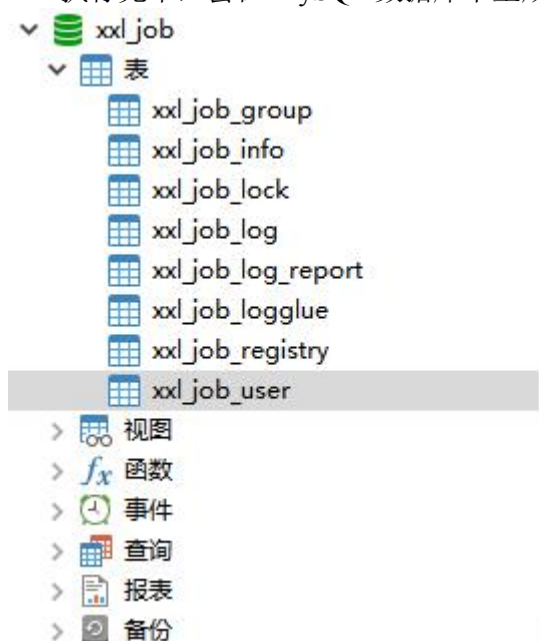 xxl_job
表
xxl_job_group
xxl_job_info
xxl_job_lock
xxl_job_log
xxl_job_log_report
xxl_job_logglue
xxl_job_registry
xxl_job_user
视图
fx 函数
事件
查询
报表
备份